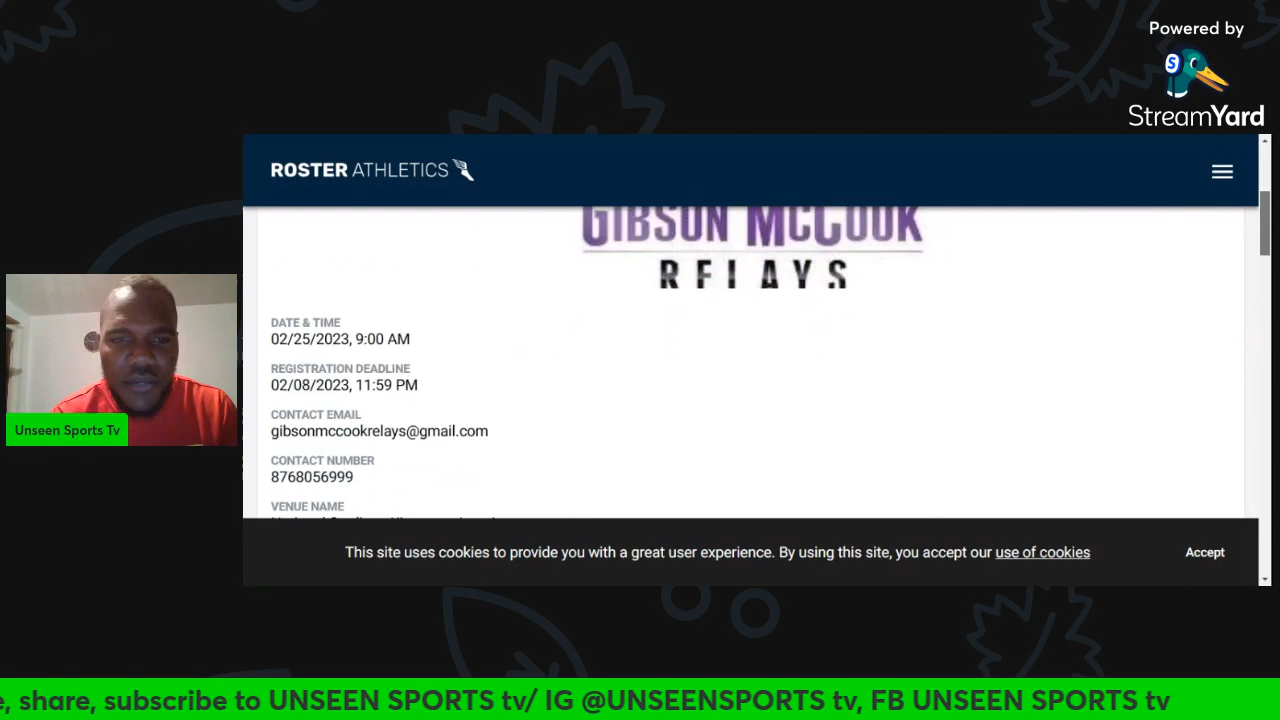 Powered by
StreamYard
ROSTER ATHLETICS
GIBSON MCCOOK
RELAYS
DATE & TIME
02/25/2023, 9:00 AM
REGISTRATION DEADLINE
02/08/2023, 11:59 PM
CONTACT EMAIL
gibsonmccookrelays@gmail.com
CONTACT NUMBER
8768056999
VENUE NAME
This site uses cookies to provide you with a great user experience. By using this site, you accept our use of cookies
Accept
Unseen Sports Tv
, share, subscribe to UNSEEN SPORTS tv/ IG @UNSEENSPORTS tv, FB UNSEEN SPORTS tv